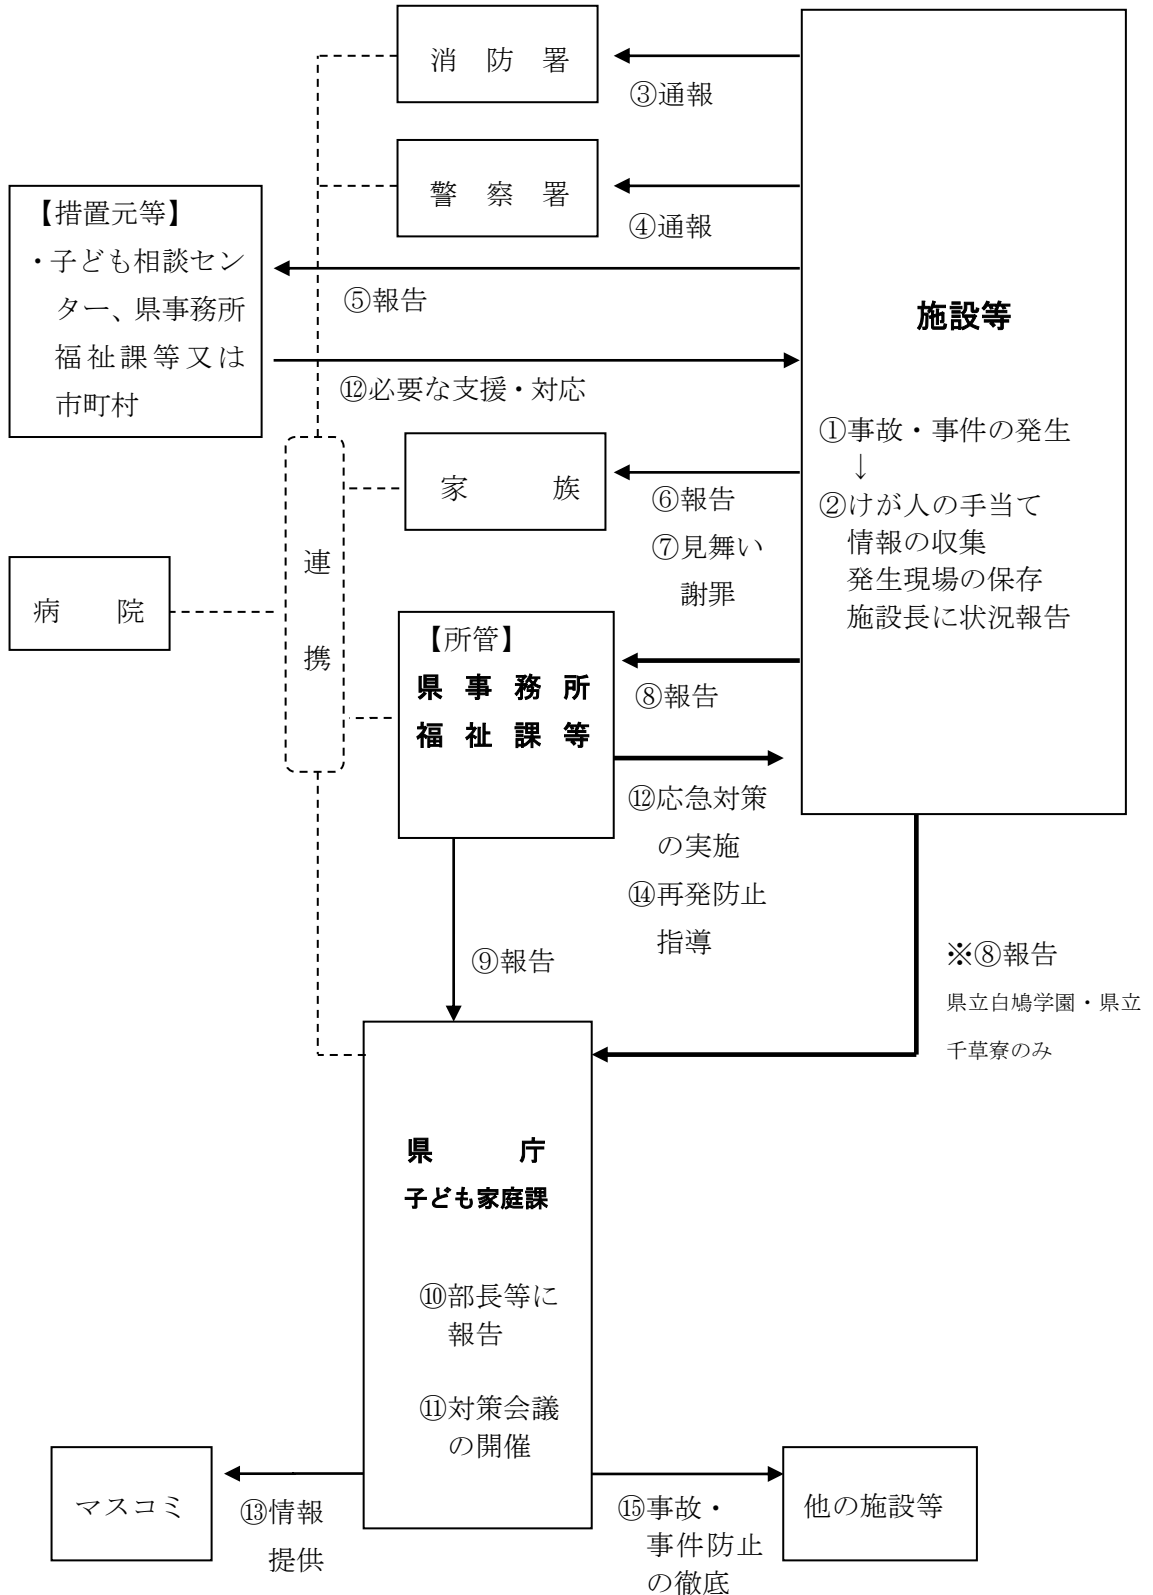 消　防　署
③通報
警　察　署
④通報
【措置元等】
・子ども相談セン
ター、県事務所
福祉課等又は
市町村
⑤報告
⑫必要な支援・対応
施設等
①事故・事件の発生
↓
②けが人の手当て
情報の収集
発生現場の保存
施設長に状況報告
家　　族
⑥報告
⑦見舞い
謝罪
連
携
病　　院
【所管】
県 事 務 所
福 祉 課 等
⑧報告
⑫応急対策
の実施
⑭再発防止
指導
⑨報告
※⑧報告
県立白鳩学園・県立
千草寮のみ
県　　　庁
子ども家庭課
⑩部長等に
報告
⑪対策会議
の開催
マスコミ
⑬情報
提供
⑮事故・
事件防止
の徹底
他の施設等